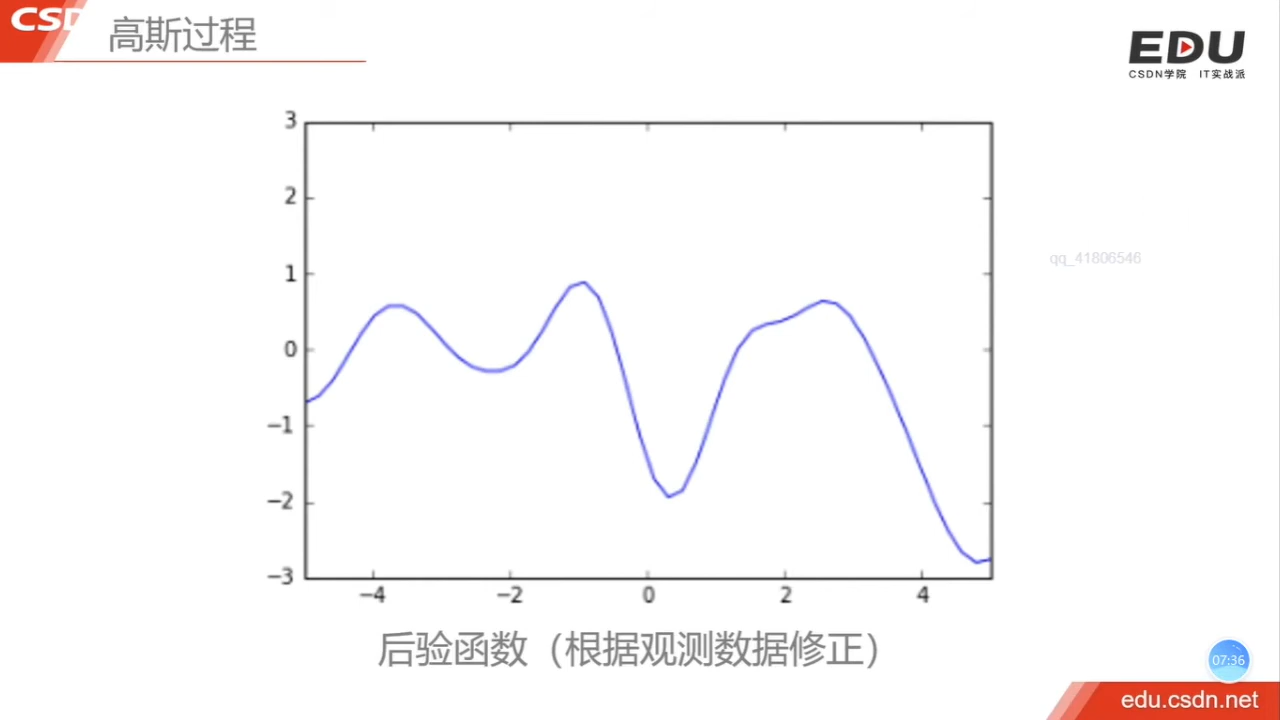 CSD
高斯过程
EDU
CSDN学院 IT实战派
3
2
1
0
−1
−2
−3
−4 −2 0 2 4
qq_41806546
后验函数（根据观测数据修正）
07:36
edu.csdn.net